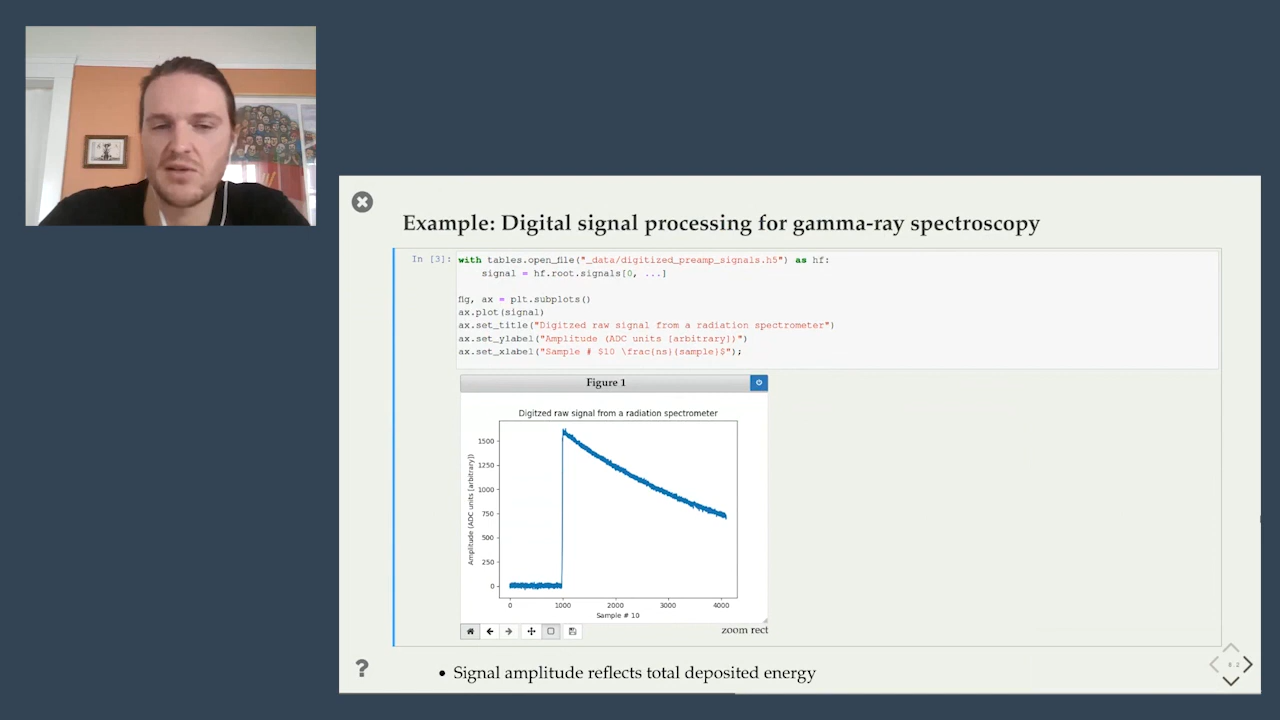 Example: Digital signal processing for gamma-ray spectroscopy
In [3]: with tables.open_file("_data/digitized_preamp_signals.h5") as hf:
signal = hf.root.signals[0, ...]
fig, ax = plt.subplots()
ax.plot(signal)
ax.set_title("Digitzed raw signal from a radiation spectrometer")
ax.set_ylabel("Amplitude (ADC units [arbitrary])")
ax.set_xlabel("Sample # $10 \frac{ns}{sample}$");
Figure 1
Digitzed raw signal from a radiation spectrometer
Amplitude (ADC units [arbitrary])
1500
1250
1000
750
500
250
0
0 1000 2000 3000 4000
Sample # 10
zoom rect
? • Signal amplitude reflects total deposited energy
8.2